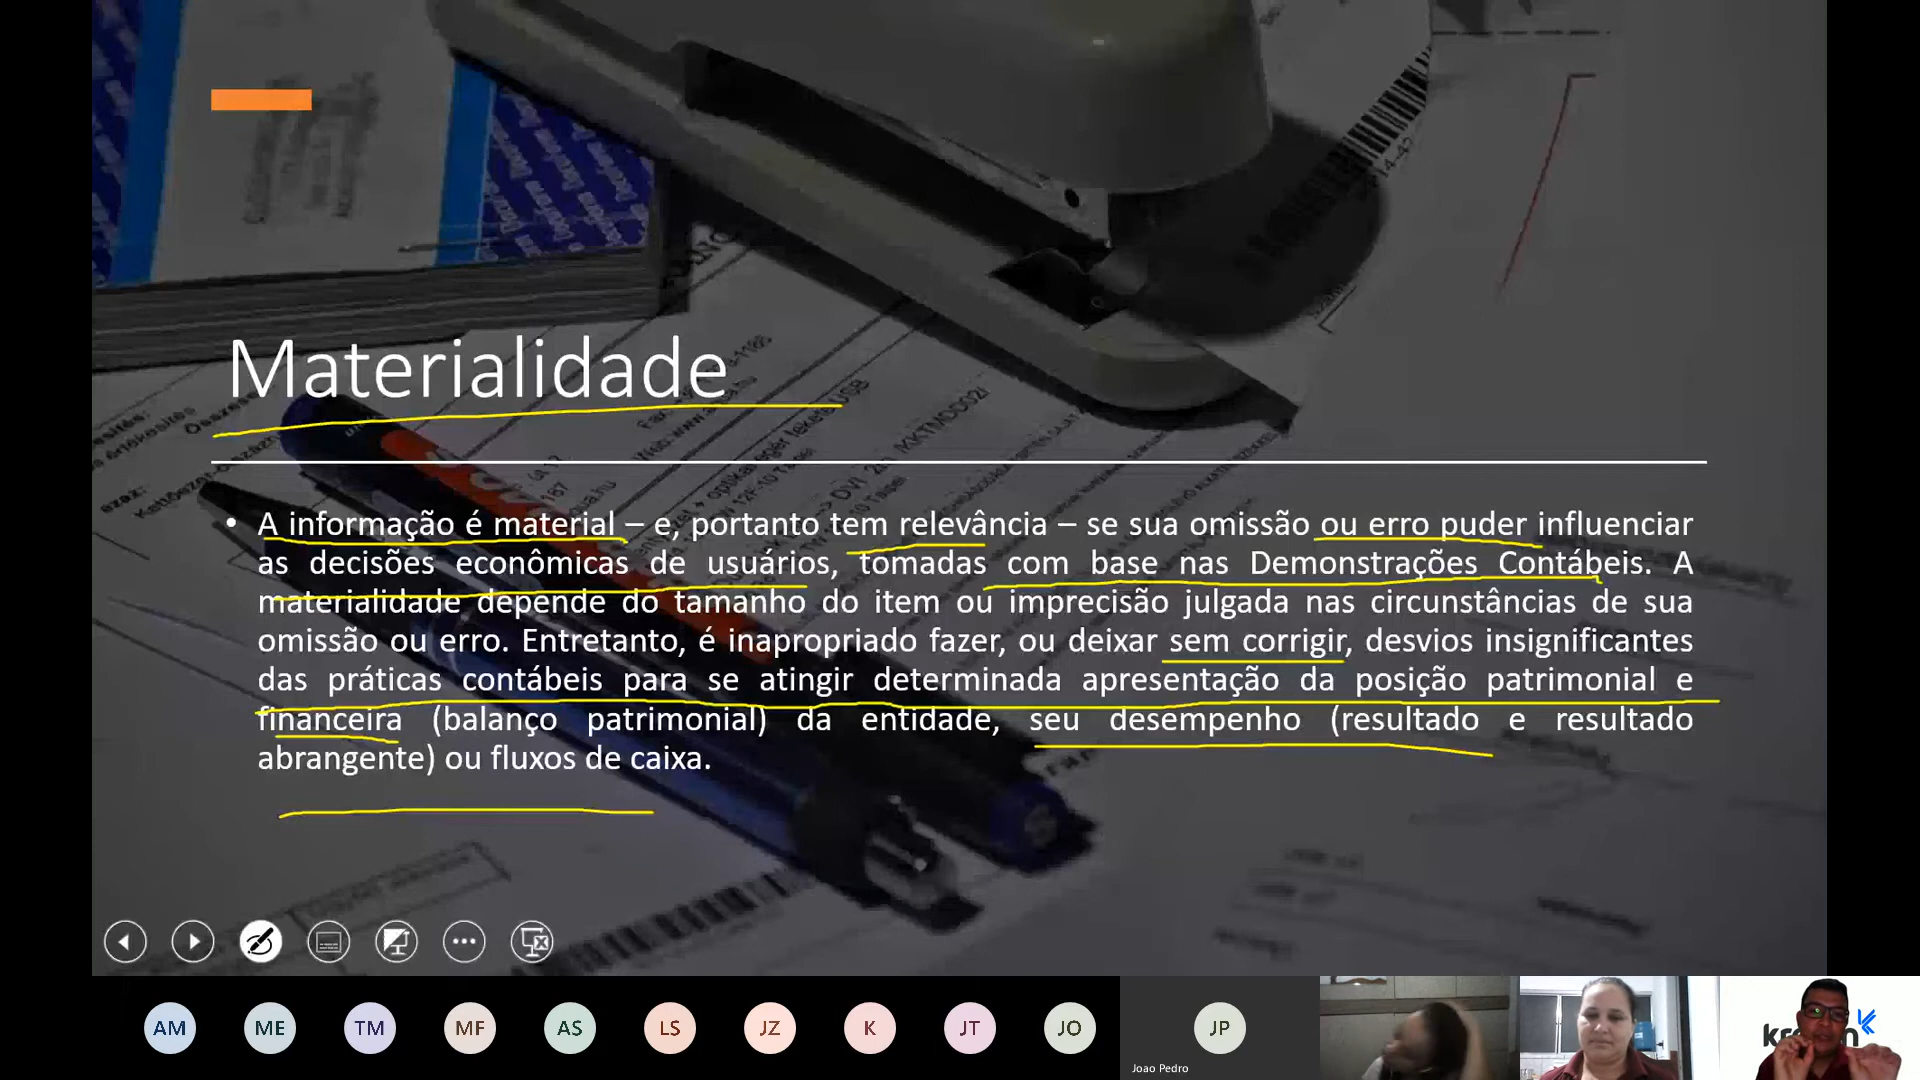 Materialidade
• A informação é material – e, portanto tem relevância – se sua omissão ou erro puder influenciar
as decisões econômicas de usuários, tomadas com base nas Demonstrações Contábeis. A
materialidade depende do tamanho do item ou imprecisão julgada nas circunstâncias de sua
omissão ou erro. Entretanto, é inapropriado fazer, ou deixar sem corrigir, desvios insignificantes
das práticas contábeis para se atingir determinada apresentação da posição patrimonial e
financeira (balanço patrimonial) da entidade, seu desempenho (resultado e resultado
abrangente) ou fluxos de caixa.
AM ME TM MF AS LS JZ K JT JO JP
Joao Pedro